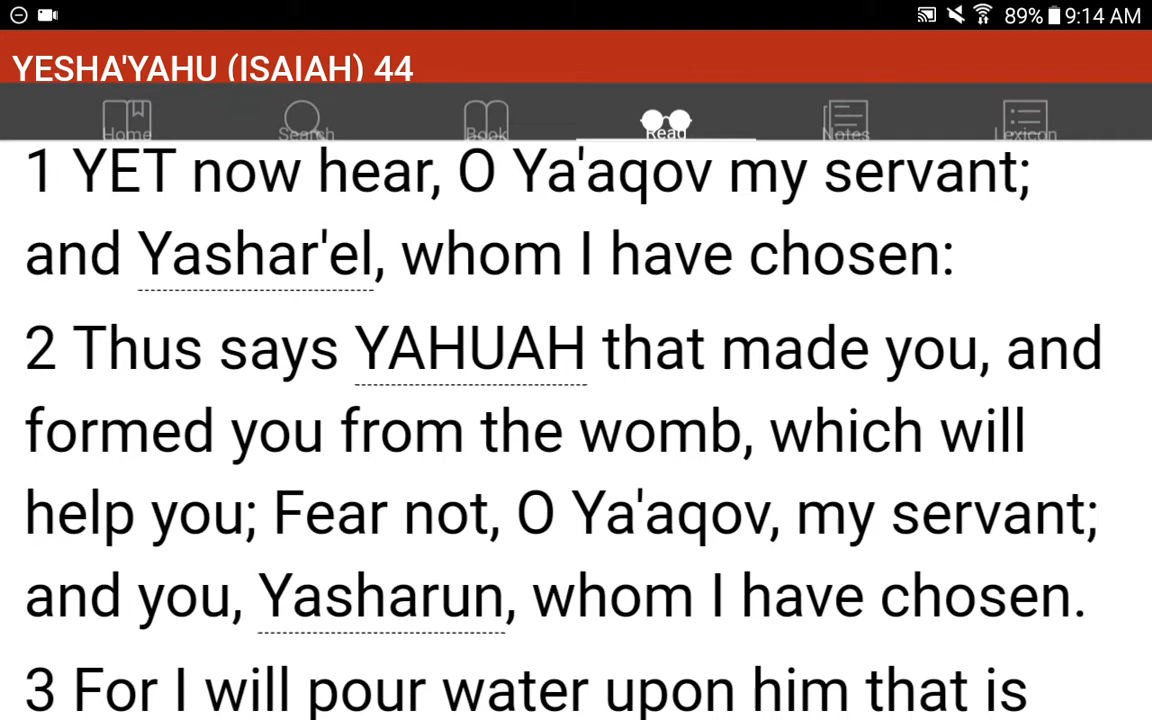 89% 9:14 AM
YESHA'YAHU (ISAIAH) 44
Home Search Book Read Notes Lexicon
1 YET now hear, O Ya'aqov my servant;
and Yashar'el, whom I have chosen:
2 Thus says YAHUAH that made you, and
formed you from the womb, which will
help you; Fear not, O Ya'aqov, my servant;
and you, Yasharun, whom I have chosen.
3 For I will pour water upon him that is